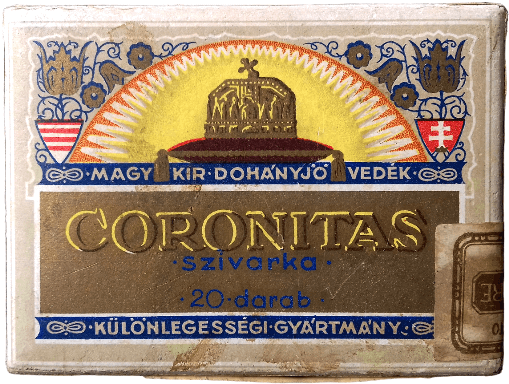 ·MAGY KIR·DOHÁNYJÖVEDÉK·
CORONITAS
·szivarka·
·20·darab·
·KÜLÖNLEGESSÉGI·GYÁRTMÁNY·